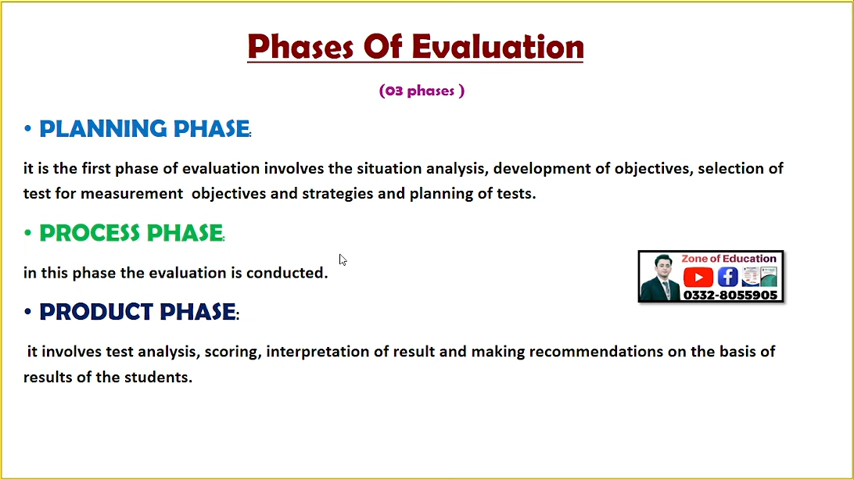 Phases Of Evaluation
(03 phases )
• PLANNING PHASE:
it is the first phase of evaluation involves the situation analysis, development of objectives, selection of
test for measurement objectives and strategies and planning of tests.
• PROCESS PHASE:
in this phase the evaluation is conducted.
Zone of Education
0332-8055905
• PRODUCT PHASE:
it involves test analysis, scoring, interpretation of result and making recommendations on the basis of
results of the students.